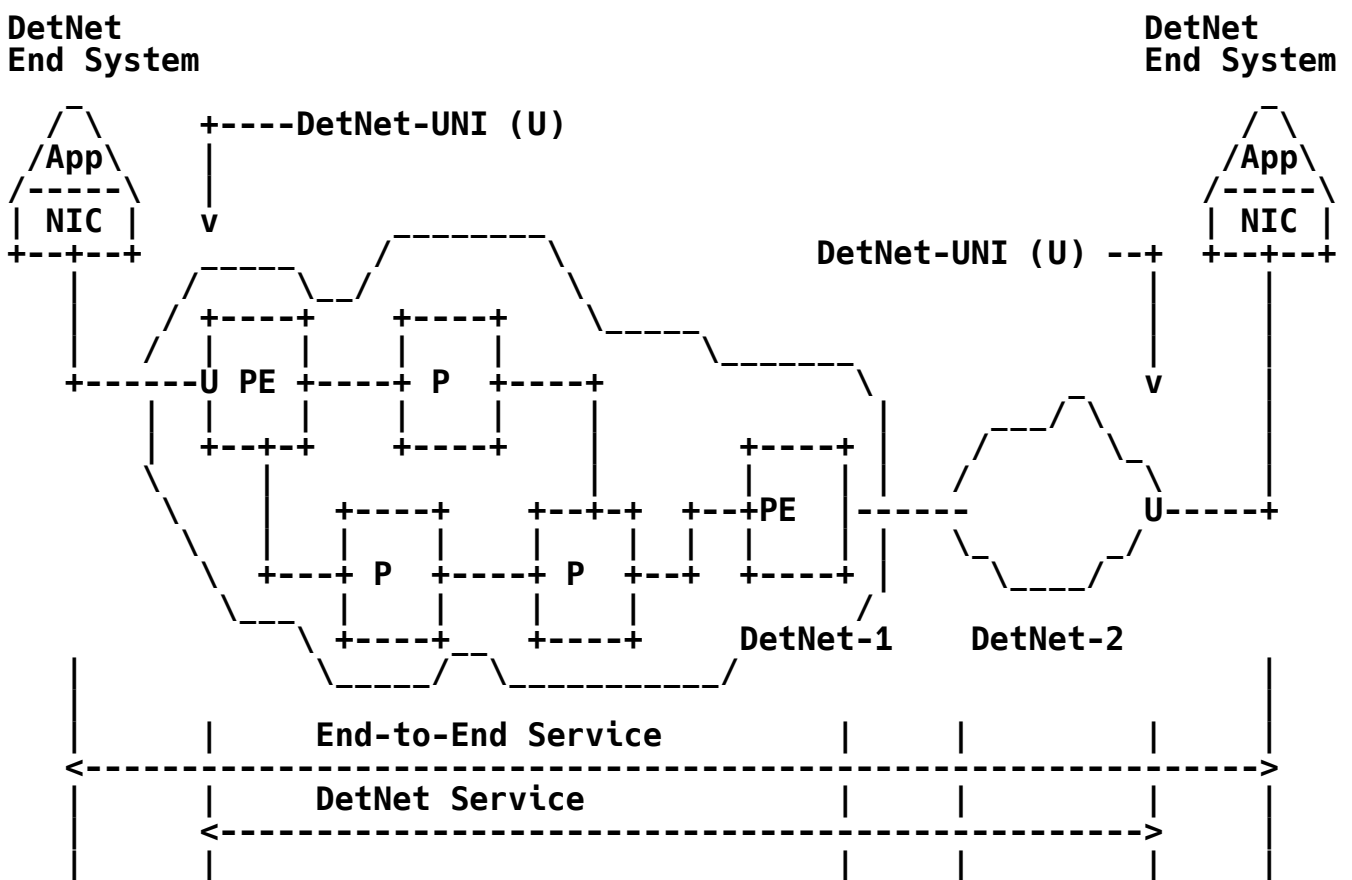 DetNet DetNet
End System End System
+----DetNet-UNI (U)
App App
NIC NIC
v
DetNet-UNI (U) --+
U PE P v
PE U
P P
DetNet-1 DetNet-2
End-to-End Service
DetNet Service